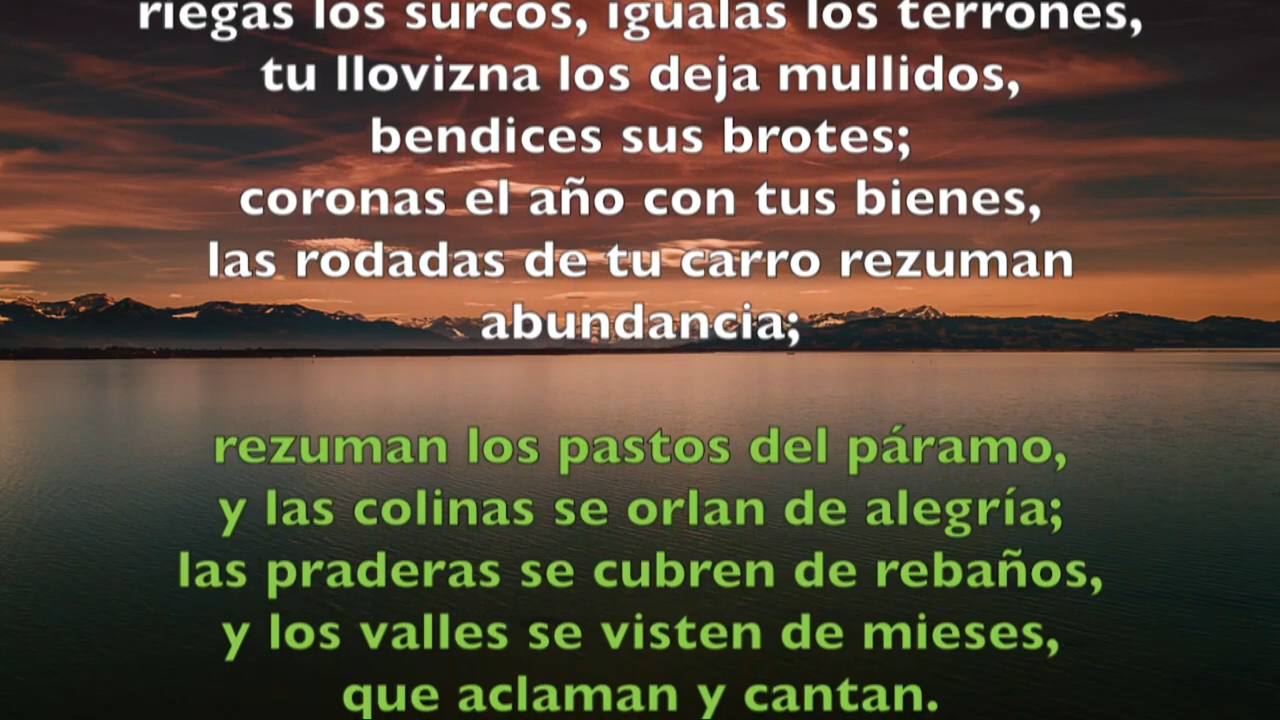 riegas los surcos, igualas los terrones,
tu llovizna los deja mullidos,
bendices sus brotes;
coronas el año con tus bienes,
las rodadas de tu carro rezuman
abundancia;
rezuman los pastos del páramo,
y las colinas se orlan de alegría;
las praderas se cubren de rebaños,
y los valles se visten de mieses,
que aclaman y cantan.